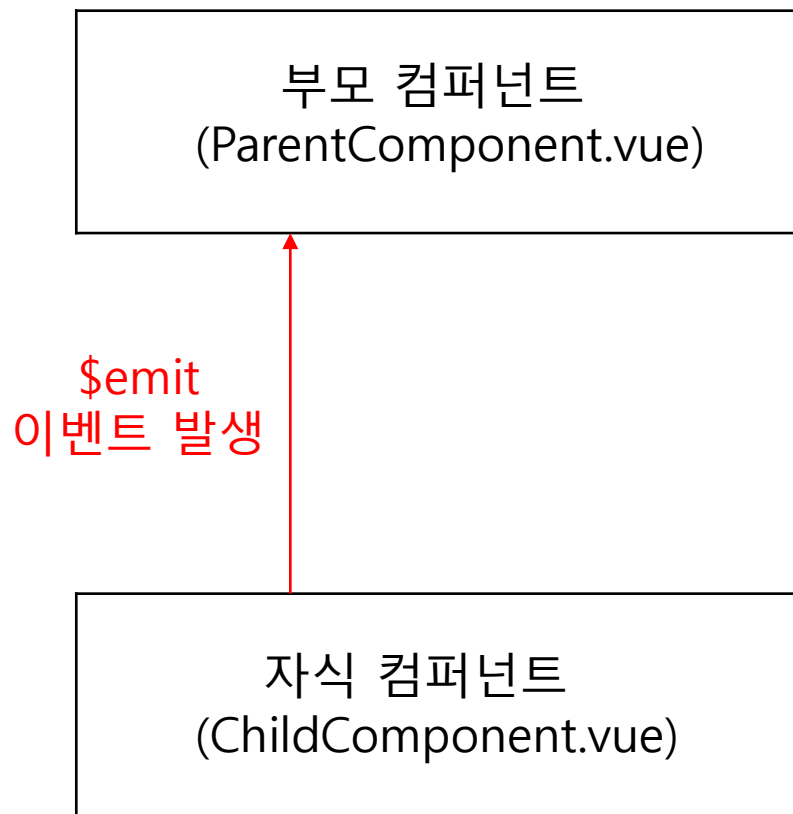 부모 컴퍼넌트
(ParentComponent.vue)
$emit
이벤트 발생
자식 컴퍼넌트
(ChildComponent.vue)